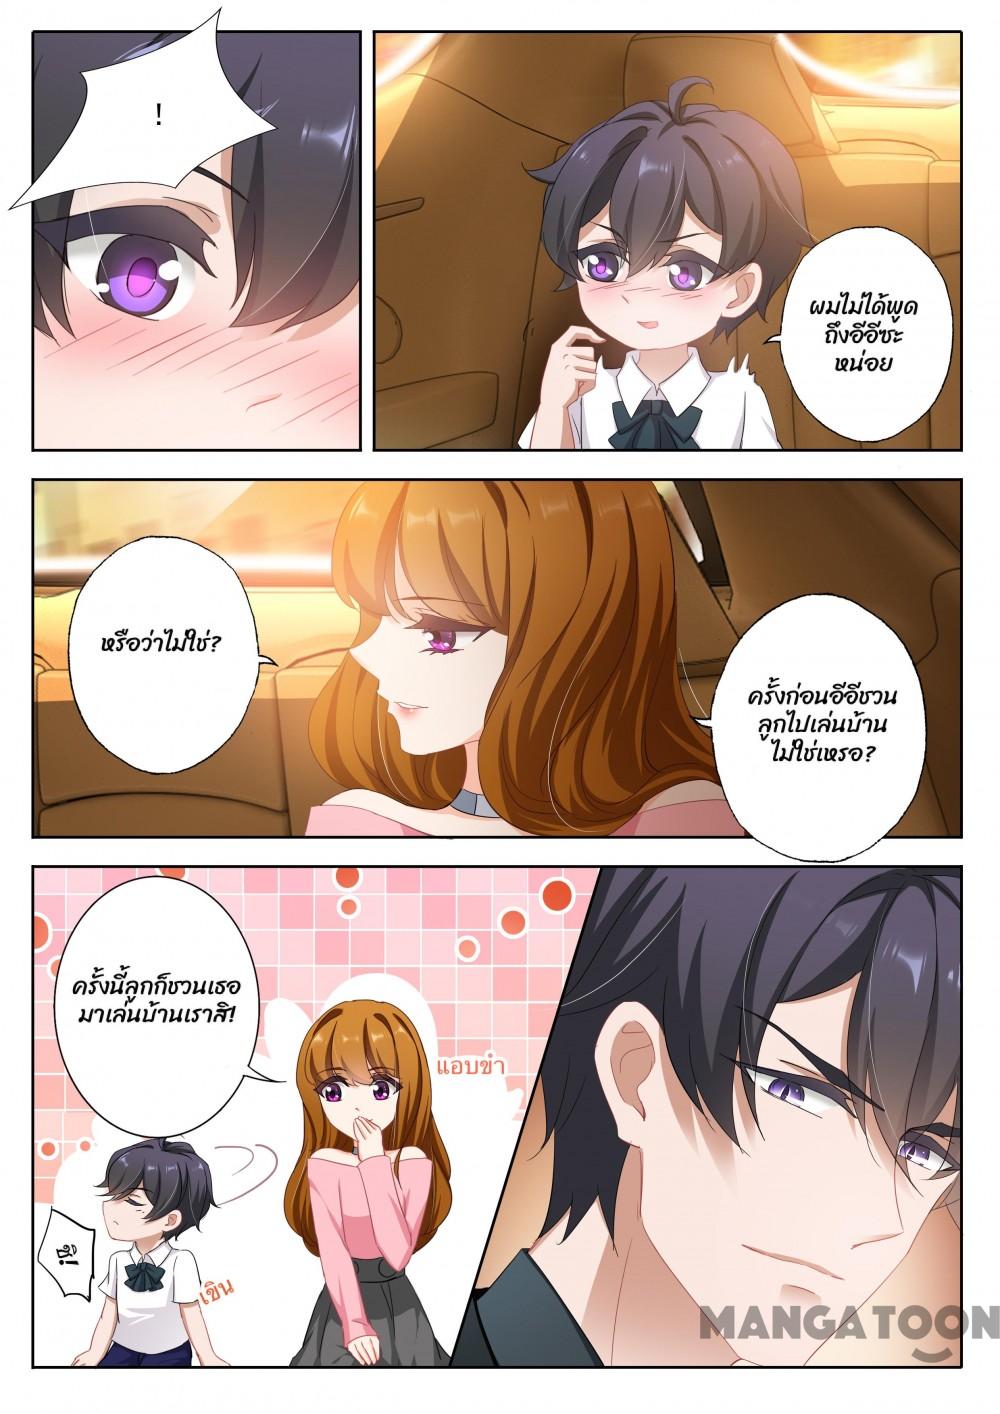 !
ผมไม่ได้พูด
ถึงอีอีซะ
หน่อย
หรือว่าไม่ใช่?
ครั้งก่อนอีอีชวน
ลูกไปเล่นบ้าน
ไม่ใช่เหรอ?
ครั้งนี้ลูกก็ชวนเธอ
มาเล่นบ้านเราสิ!
แอบขำ
ชิ!
เขิน
MANGATOON